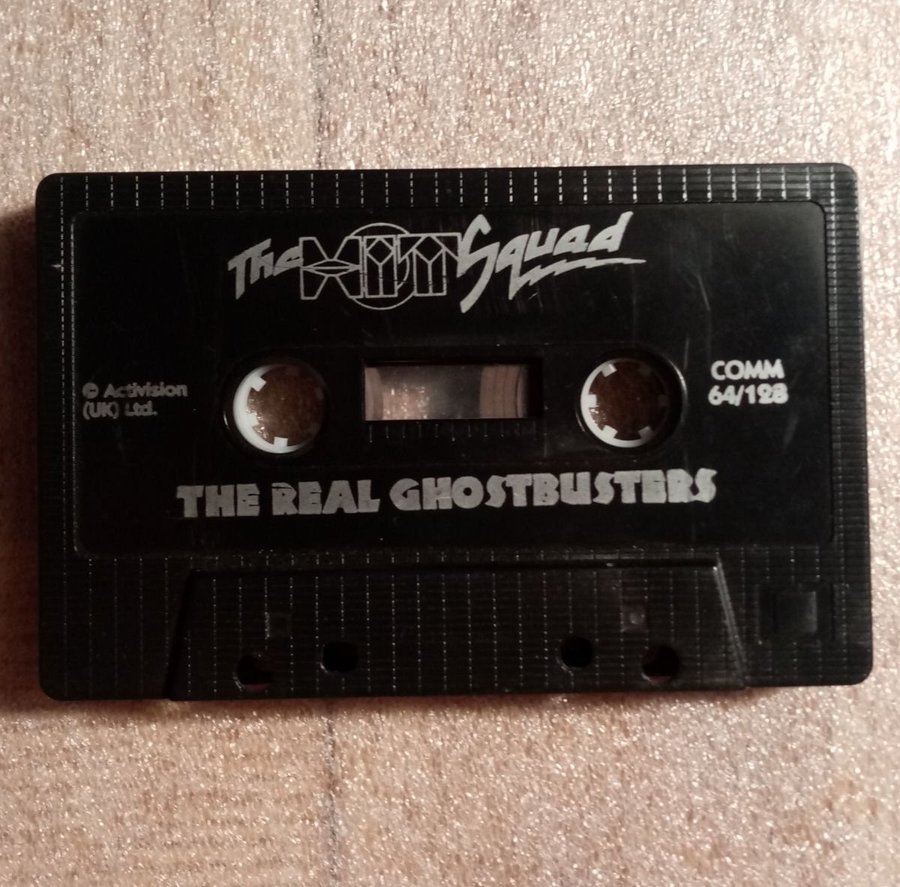 The HIT Squad
© Activision
(UK) Ltd.
COMM
64/128
THE REAL GHOSTBUSTERS